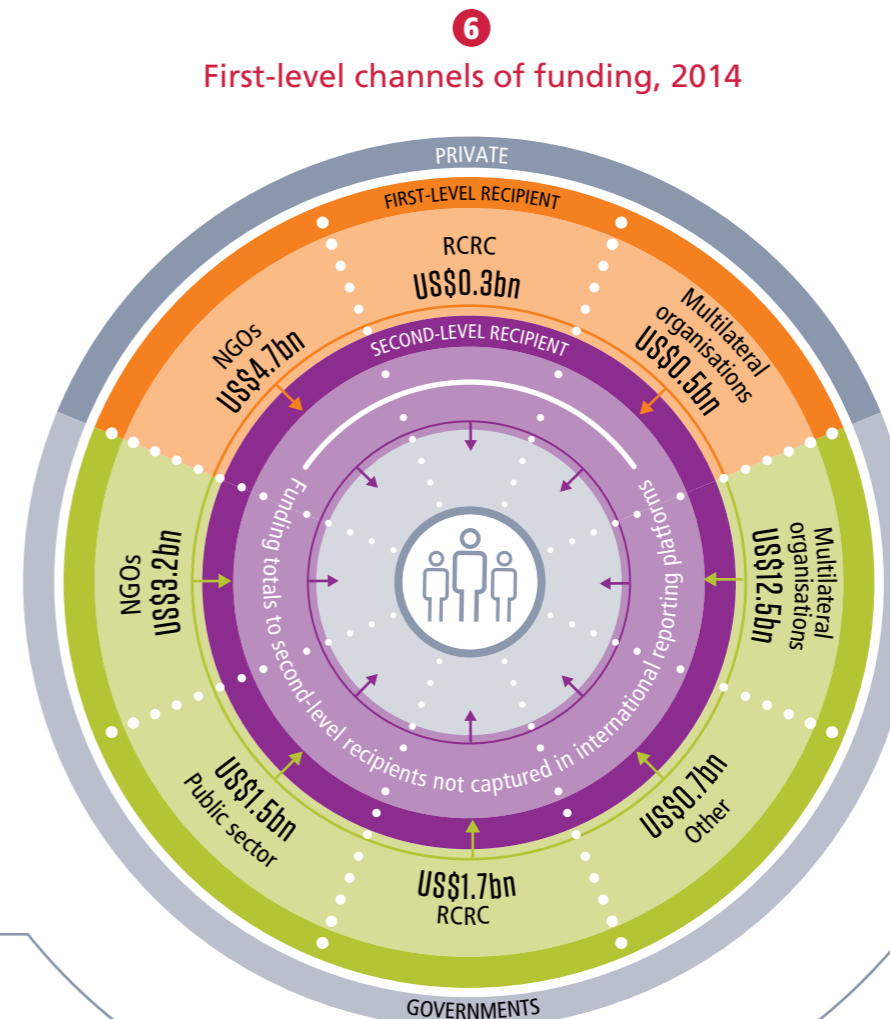 6
First-level channels of funding, 2014
PRIVATE
FIRST-LEVEL RECIPIENT
RCRC
US$0.3bn
NGOs
US$4.7bn
Multilateral
organisations
US$0.5bn
SECOND-LEVEL RECIPIENT
Funding totals to second-level recipients not captured in international reporting platforms
NGOs
US$3.2bn
Multilateral
organisations
US$12.5bn
US$1.5bn
Public sector
US$0.7bn
Other
US$1.7bn
RCRC
GOVERNMENTS